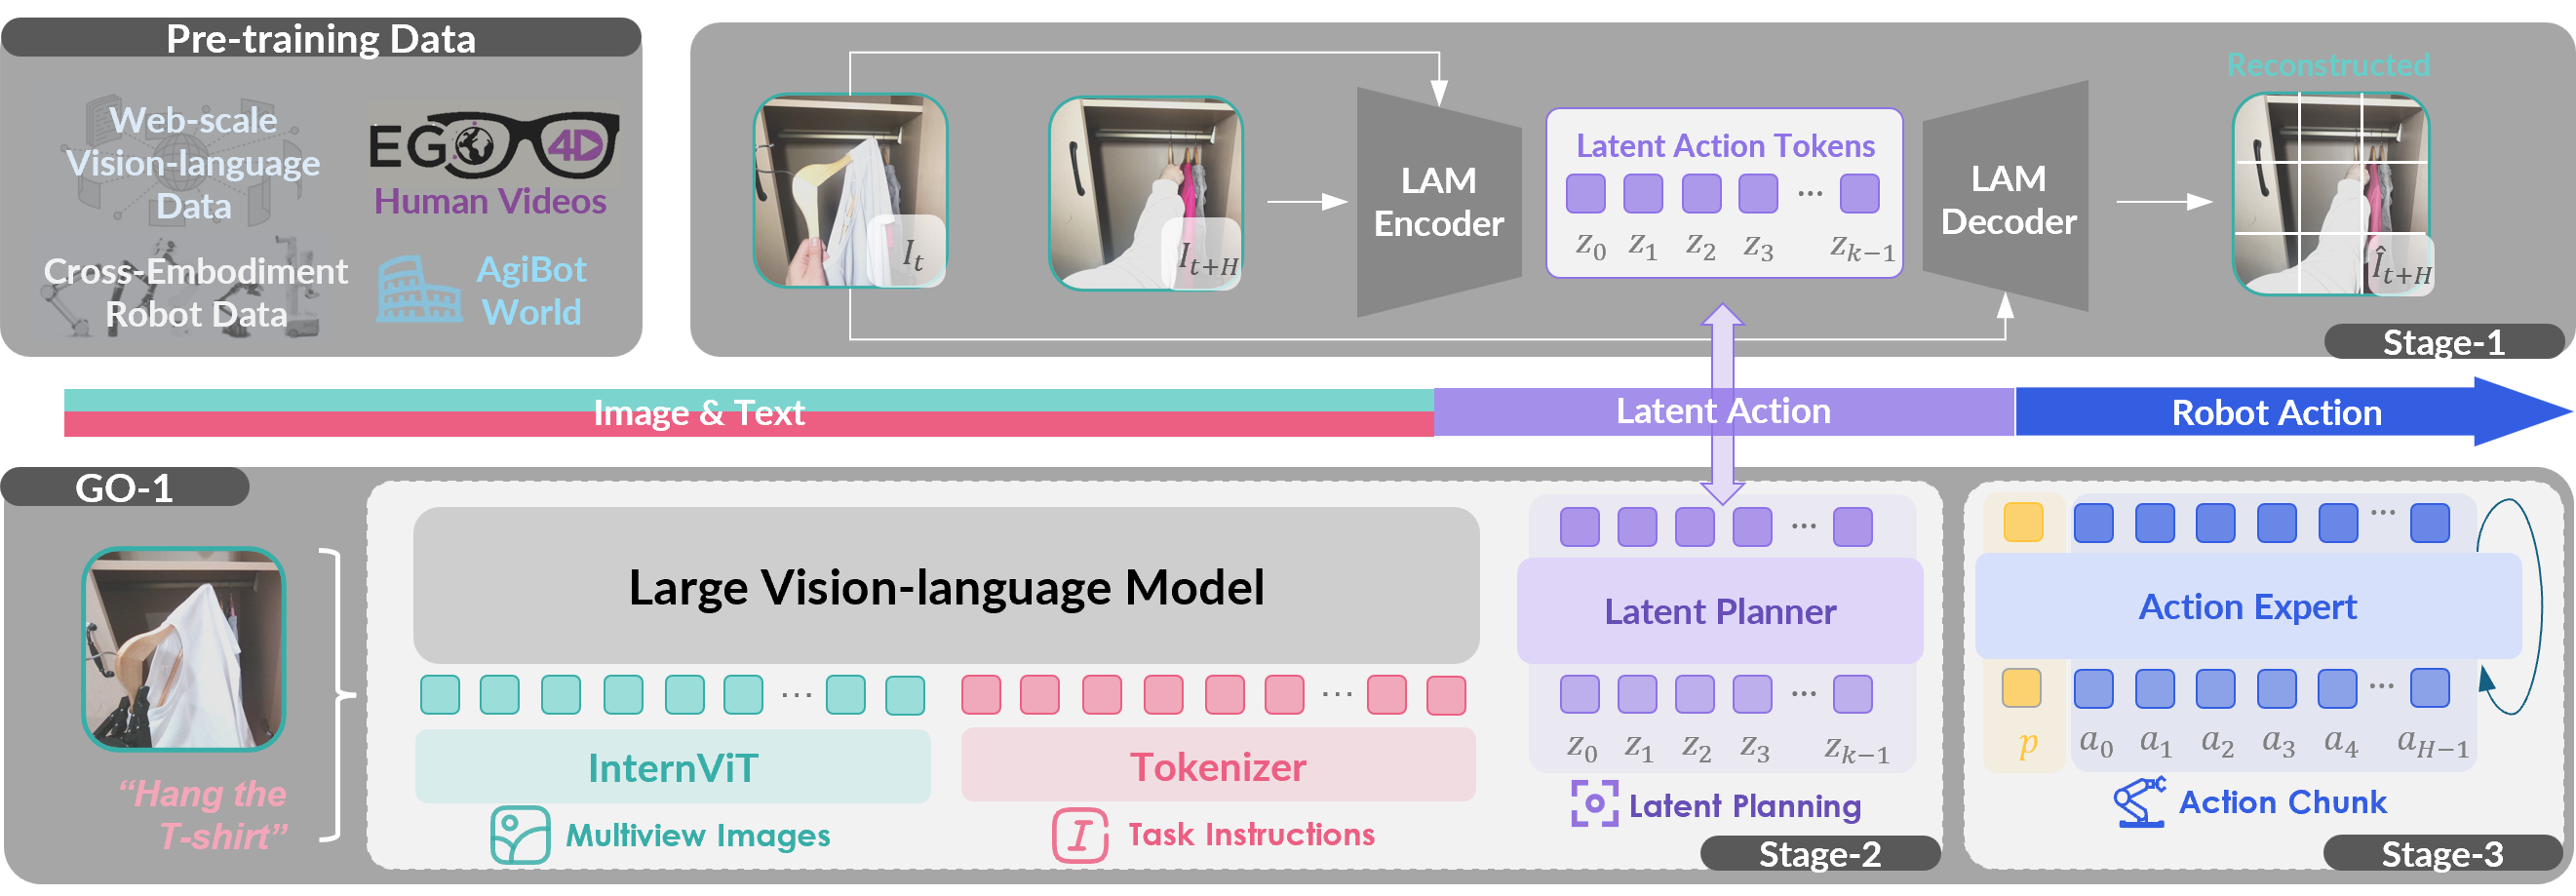 Pre-training Data
Web-scale
Vision-language
Data
EGO4D
Human Videos
Cross-Embodiment
Robot Data
AgiBot
World
I_t
I_{t+H}
LAM
Encoder
Latent Action Tokens
...
z_0 z_1 z_2 z_3 z_{k-1}
LAM
Decoder
Reconstructed
Î_{t+H}
Stage-1
Image & Text
Latent Action
Robot Action
GO-1
“Hang the
T-shirt”
Large Vision-language Model
... ...
InternViT
Tokenizer
Multiview Images
Task Instructions
...
Latent Planner
...
z_0 z_1 z_2 z_3 z_{k-1}
Latent Planning
Stage-2
...
Action Expert
...
p a_0 a_1 a_2 a_3 a_4 a_{H-1}
Action Chunk
Stage-3